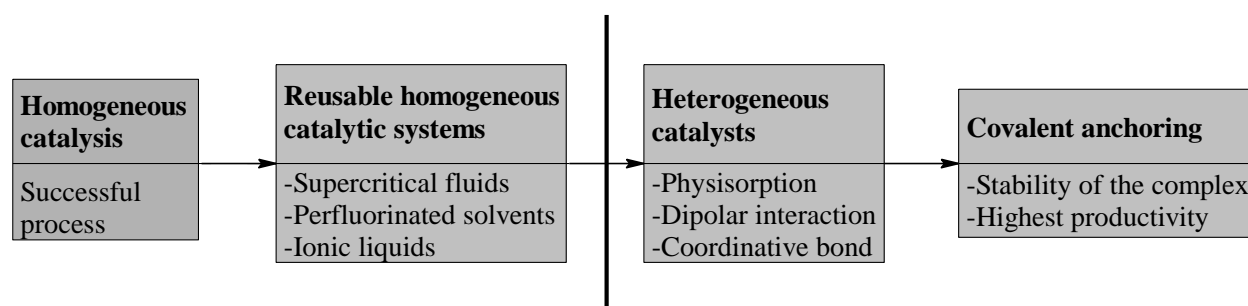 Homogeneous
catalysis
Successful
process
Reusable homogeneous
catalytic systems
-Supercritical fluids
-Perfluorinated solvents
-Ionic liquids
Heterogeneous
catalysts
-Physisorption
-Dipolar interaction
-Coordinative bond
Covalent anchoring
-Stability of the complex
-Highest productivity